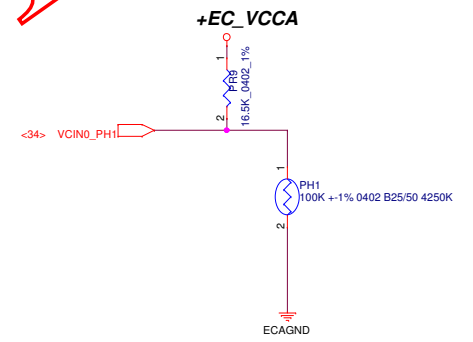 +EC_VCCA
1
PR9
16.5K_0402_1%
2
<34> VCIN0_PH1
1
PH1
100K +-1% 0402 B25/50 4250K
2
ECAGND